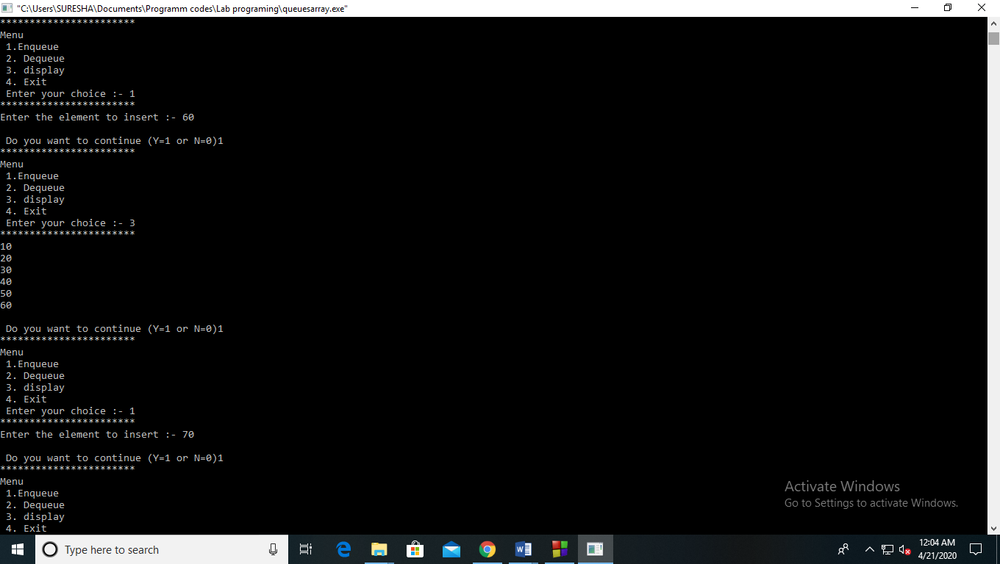 "C:\Users\SURESHA\Documents\Programm codes\Lab programing\queuesarray.exe"
***********************
Menu
 1.Enqueue
 2. Dequeue
 3. display
 4. Exit
 Enter your choice :- 1
***********************
Enter the element to insert :- 60

 Do you want to continue (Y=1 or N=0)1
***********************
Menu
 1.Enqueue
 2. Dequeue
 3. display
 4. Exit
 Enter your choice :- 3
***********************
10
20
30
40
50
60

 Do you want to continue (Y=1 or N=0)1
***********************
Menu
 1.Enqueue
 2. Dequeue
 3. display
 4. Exit
 Enter your choice :- 1
***********************
Enter the element to insert :- 70

 Do you want to continue (Y=1 or N=0)1
***********************
Menu
 1.Enqueue
 2. Dequeue
 3. display
 4. Exit
Activate Windows
Go to Settings to activate Windows.
Type here to search
12:04 AM
4/21/2020